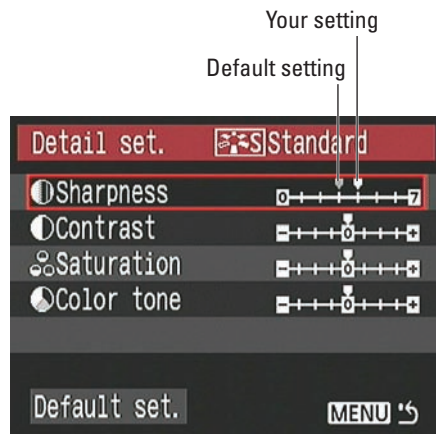 Your setting
Default setting
Detail set. S Standard
Sharpness 0 7
Contrast - 0 +
Saturation - 0 +
Color tone - 0 +
Default set. MENU